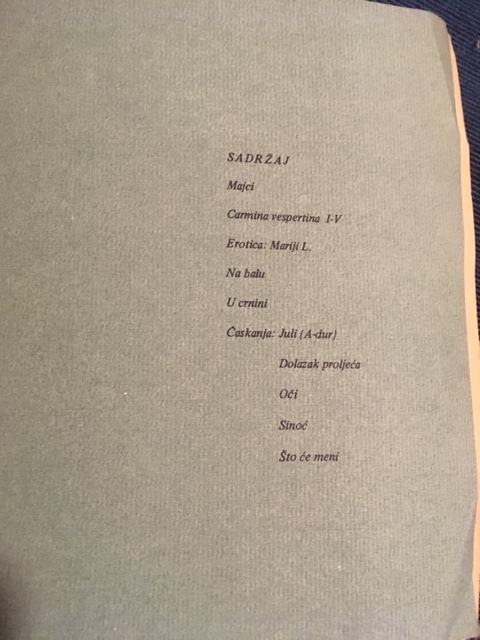 SADRŽAJ
Majci
Carmina vespertina I-V
Erotica: Mariji L.
Na balu
U crnini
Časkanja: Juli (A-dur)
Dolazak proljeća
Oči
Sinoć
Što će meni